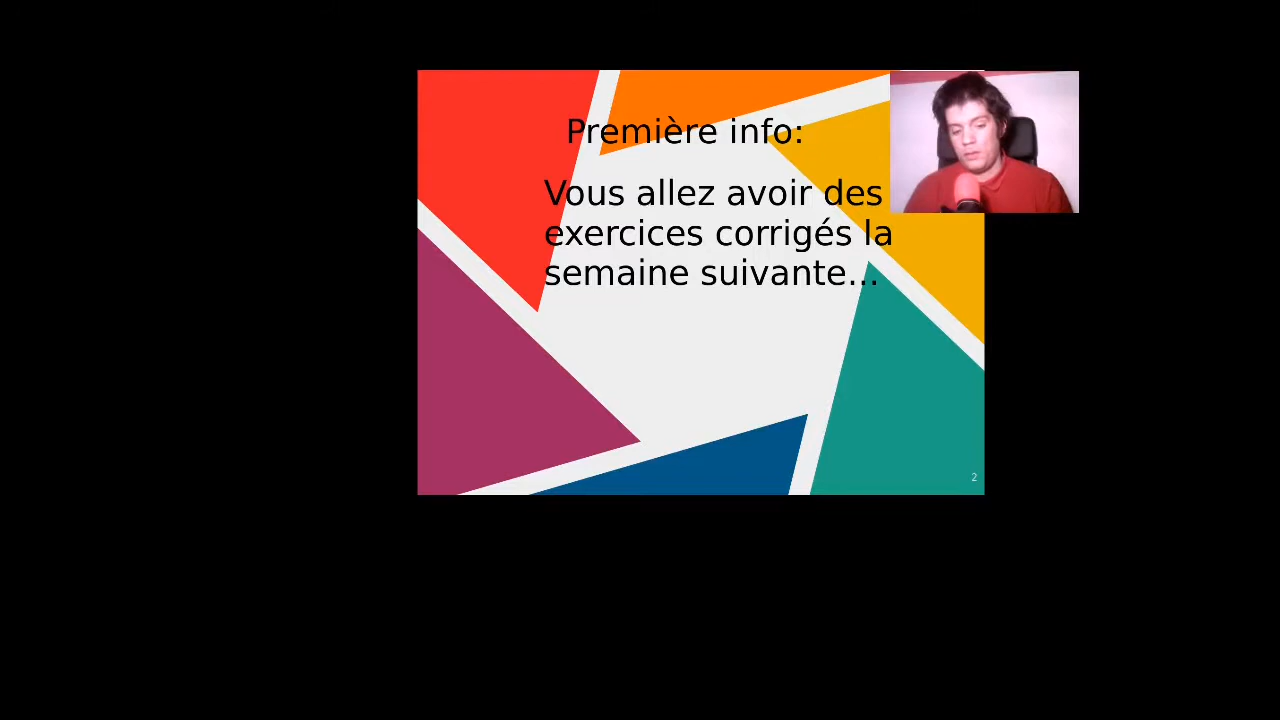 Première info:
Vous allez avoir des
exercices corrigés la
semaine suivante...
2